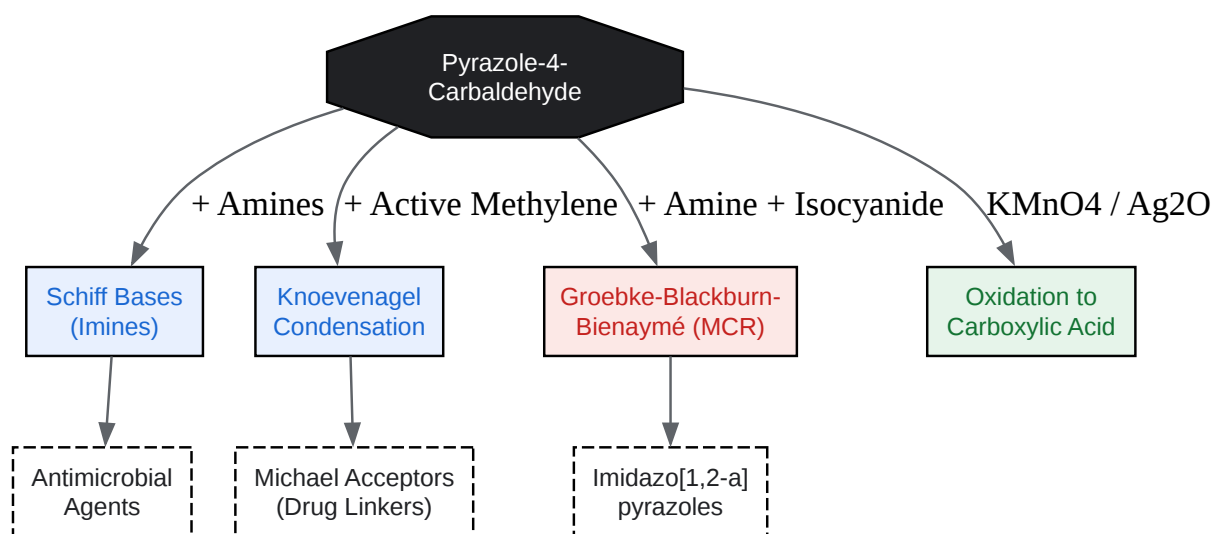 Pyrazole-4-
Carbaldehyde
+ Amines
+ Active Methylene
+ Amine + Isocyanide
KMnO4 / Ag2O
Schiff Bases
(Imines)
Knoevenagel
Condensation
Groebke-Blackburn-
Bienaymé (MCR)
Oxidation to
Carboxylic Acid
Antimicrobial
Agents
Michael Acceptors
(Drug Linkers)
Imidazo[1,2-a]
pyrazoles